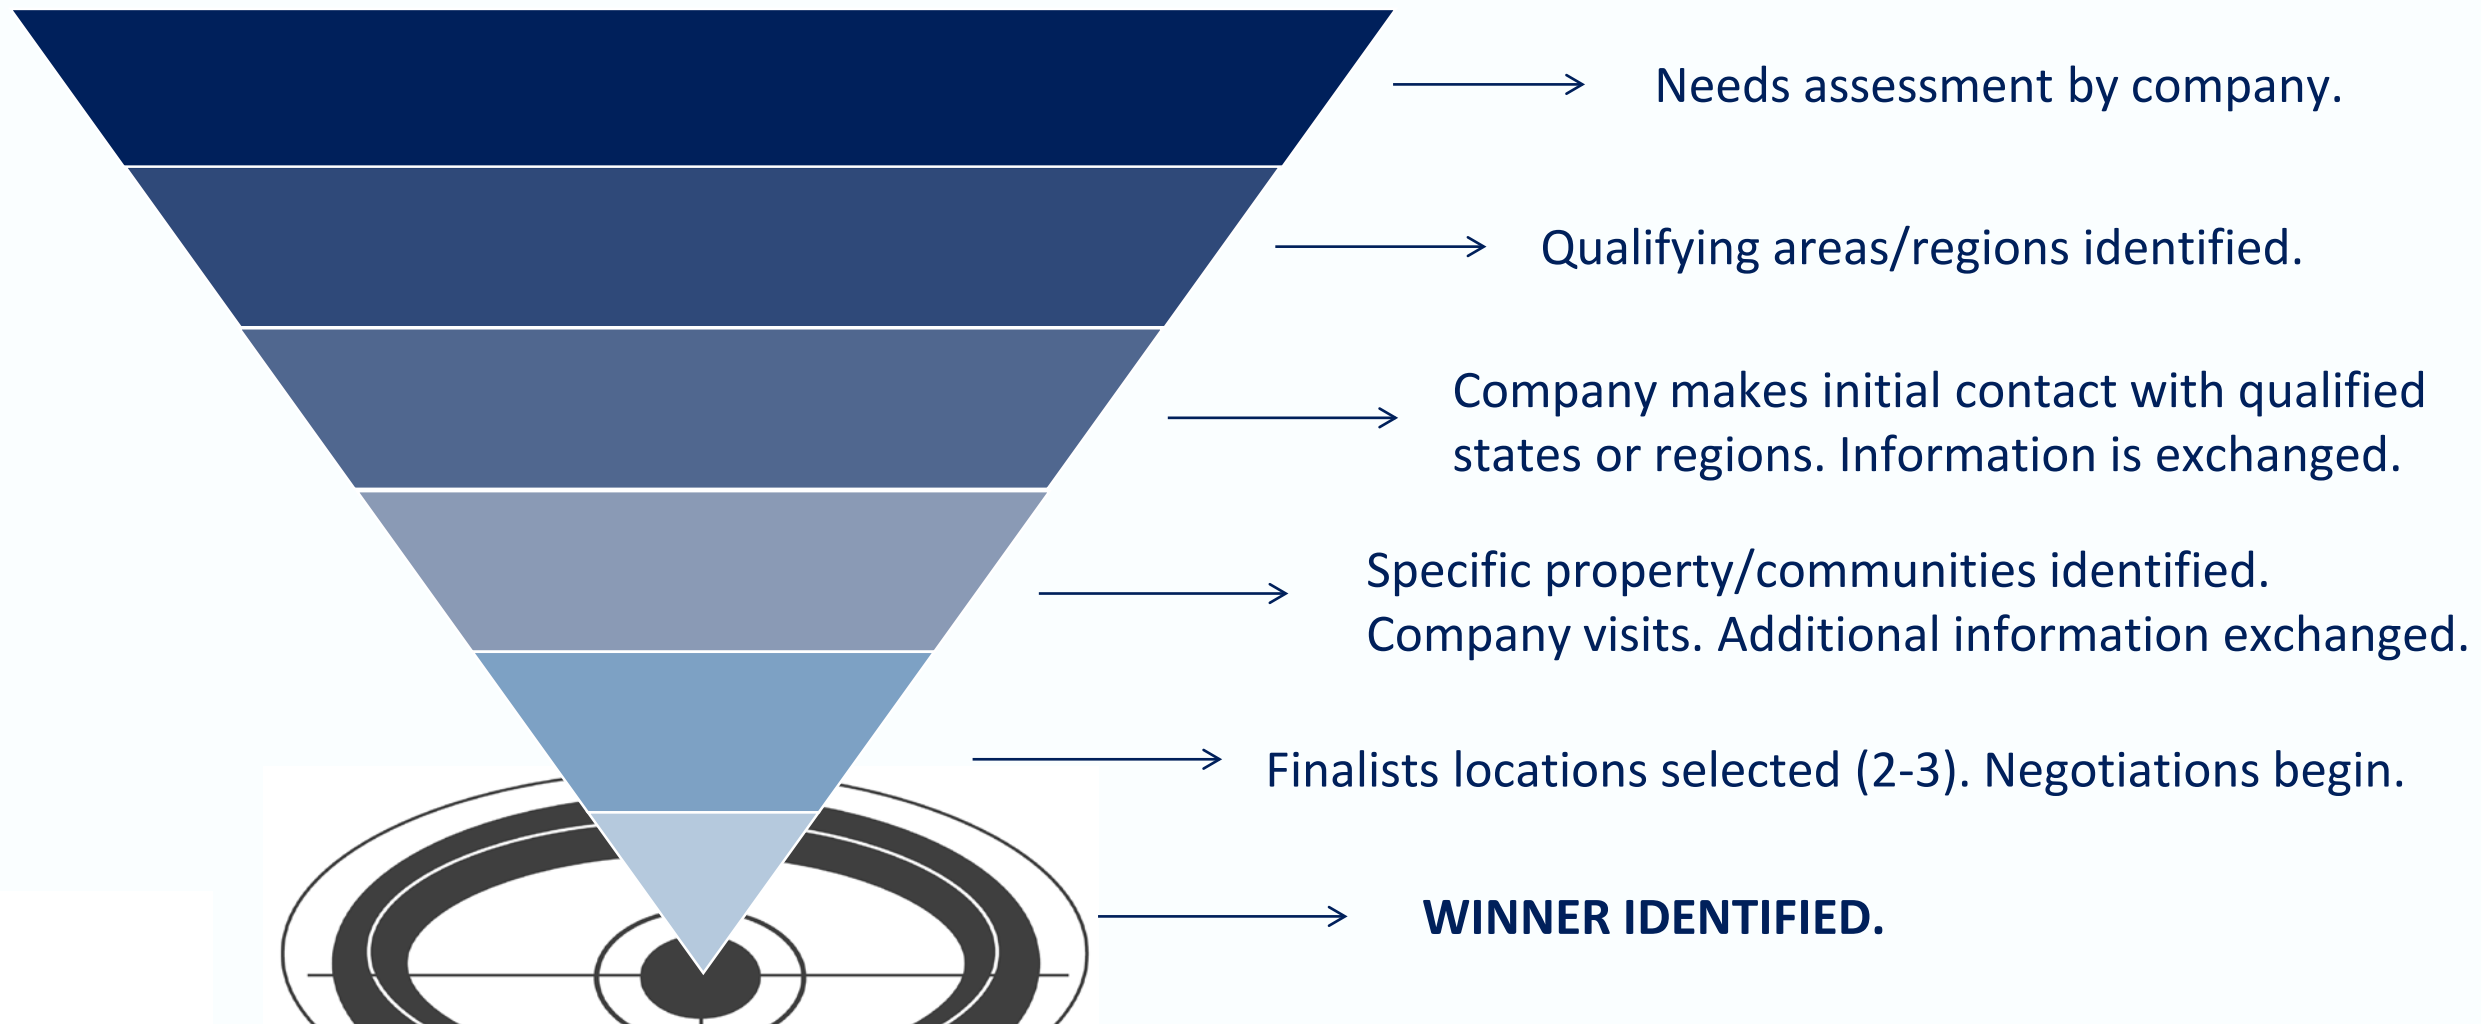 Needs assessment by company.
Qualifying areas/regions identified.
Company makes initial contact with qualified
states or regions. Information is exchanged.
Specific property/communities identified.
Company visits. Additional information exchanged.
Finalists locations selected (2-3). Negotiations begin.
WINNER IDENTIFIED.